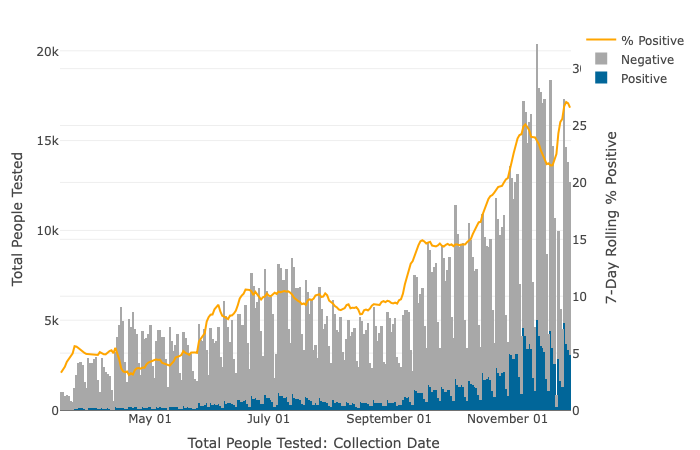 % Positive
Negative
Positive
20k
15k
10k
5k
0
Total People Tested
30
25
20
15
10
5
0
7-Day Rolling % Positive
May 01
July 01
September 01
November 01
Total People Tested: Collection Date